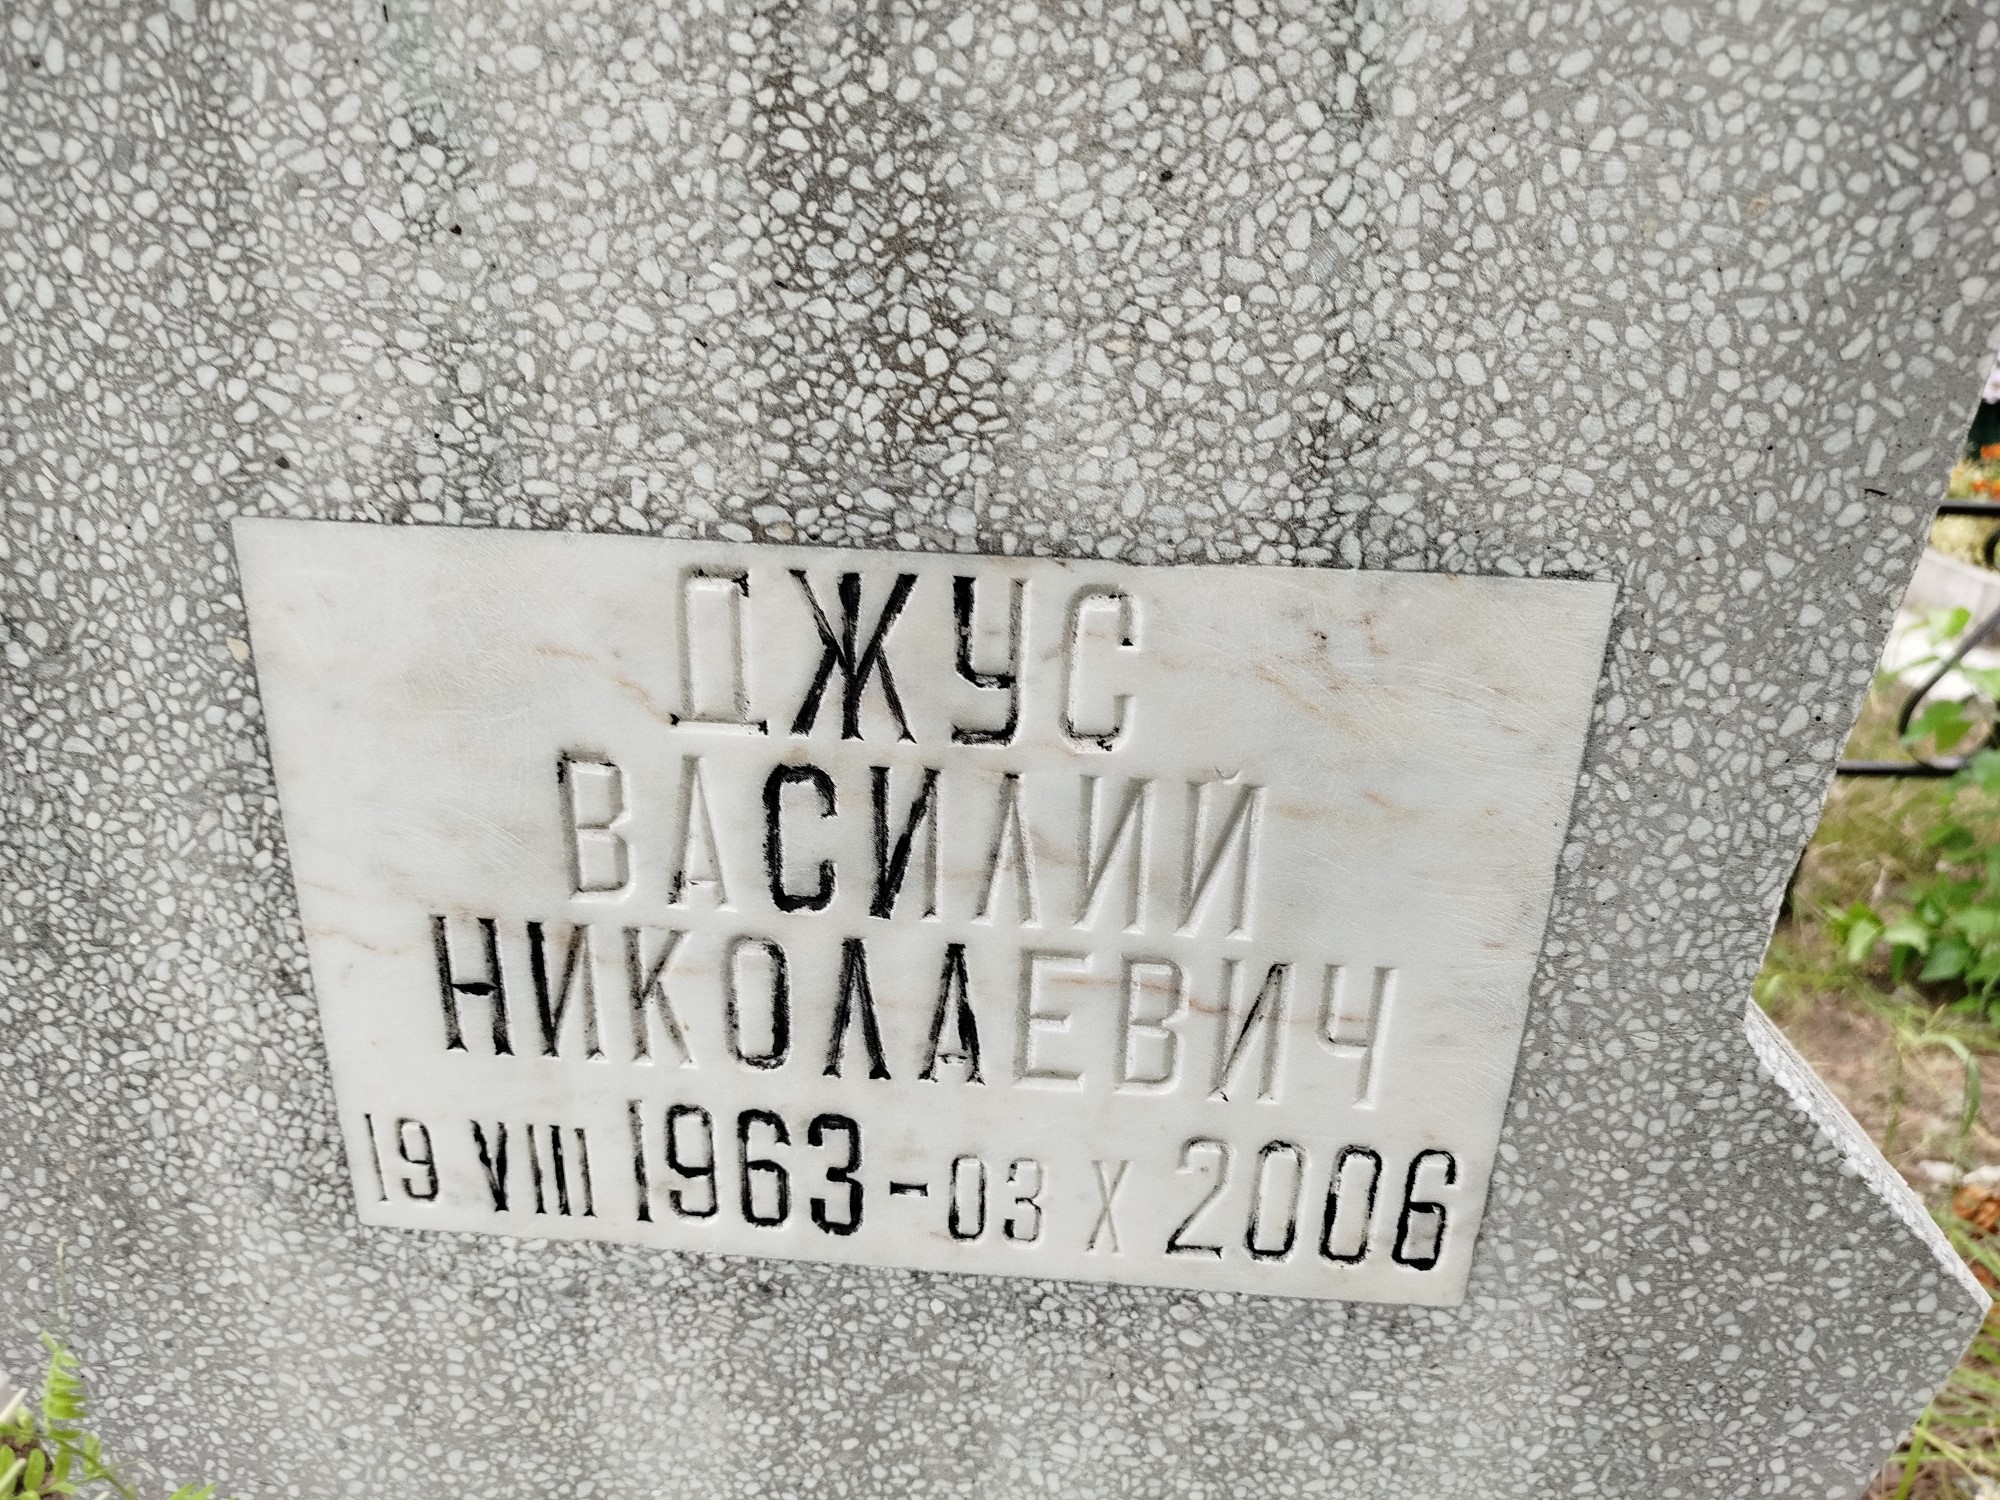 ДЖУС
ВАСИЛИЙ
НИКОЛАЕВИЧ
19 VIII 1963-03 X 2006